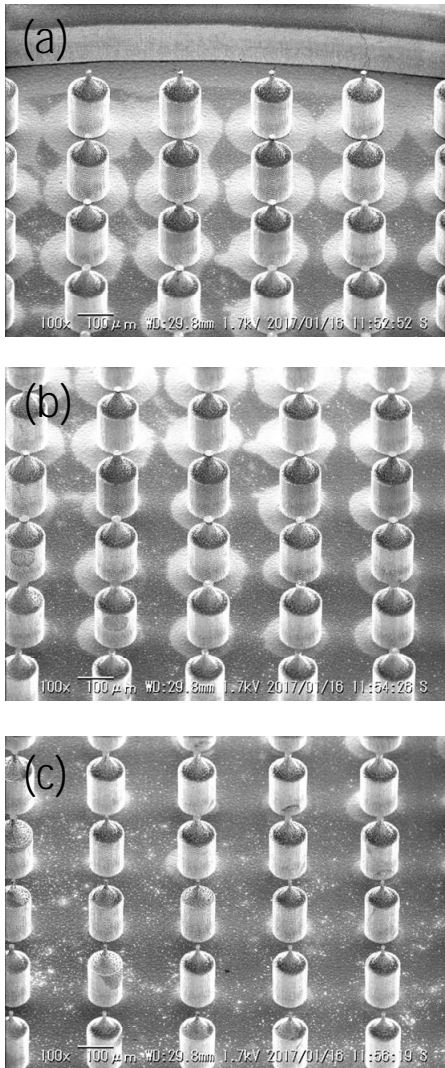 (a)
100x 100μm WD:29.8mm 1.7kV 2017/01/16 11:52:52 S
(b)
100x 100μm WD:29.8mm 1.7kV 2017/01/16 11:54:26 S
(c)
100x 100μm WD:29.8mm 1.7kV 2017/01/16 11:56:19 S